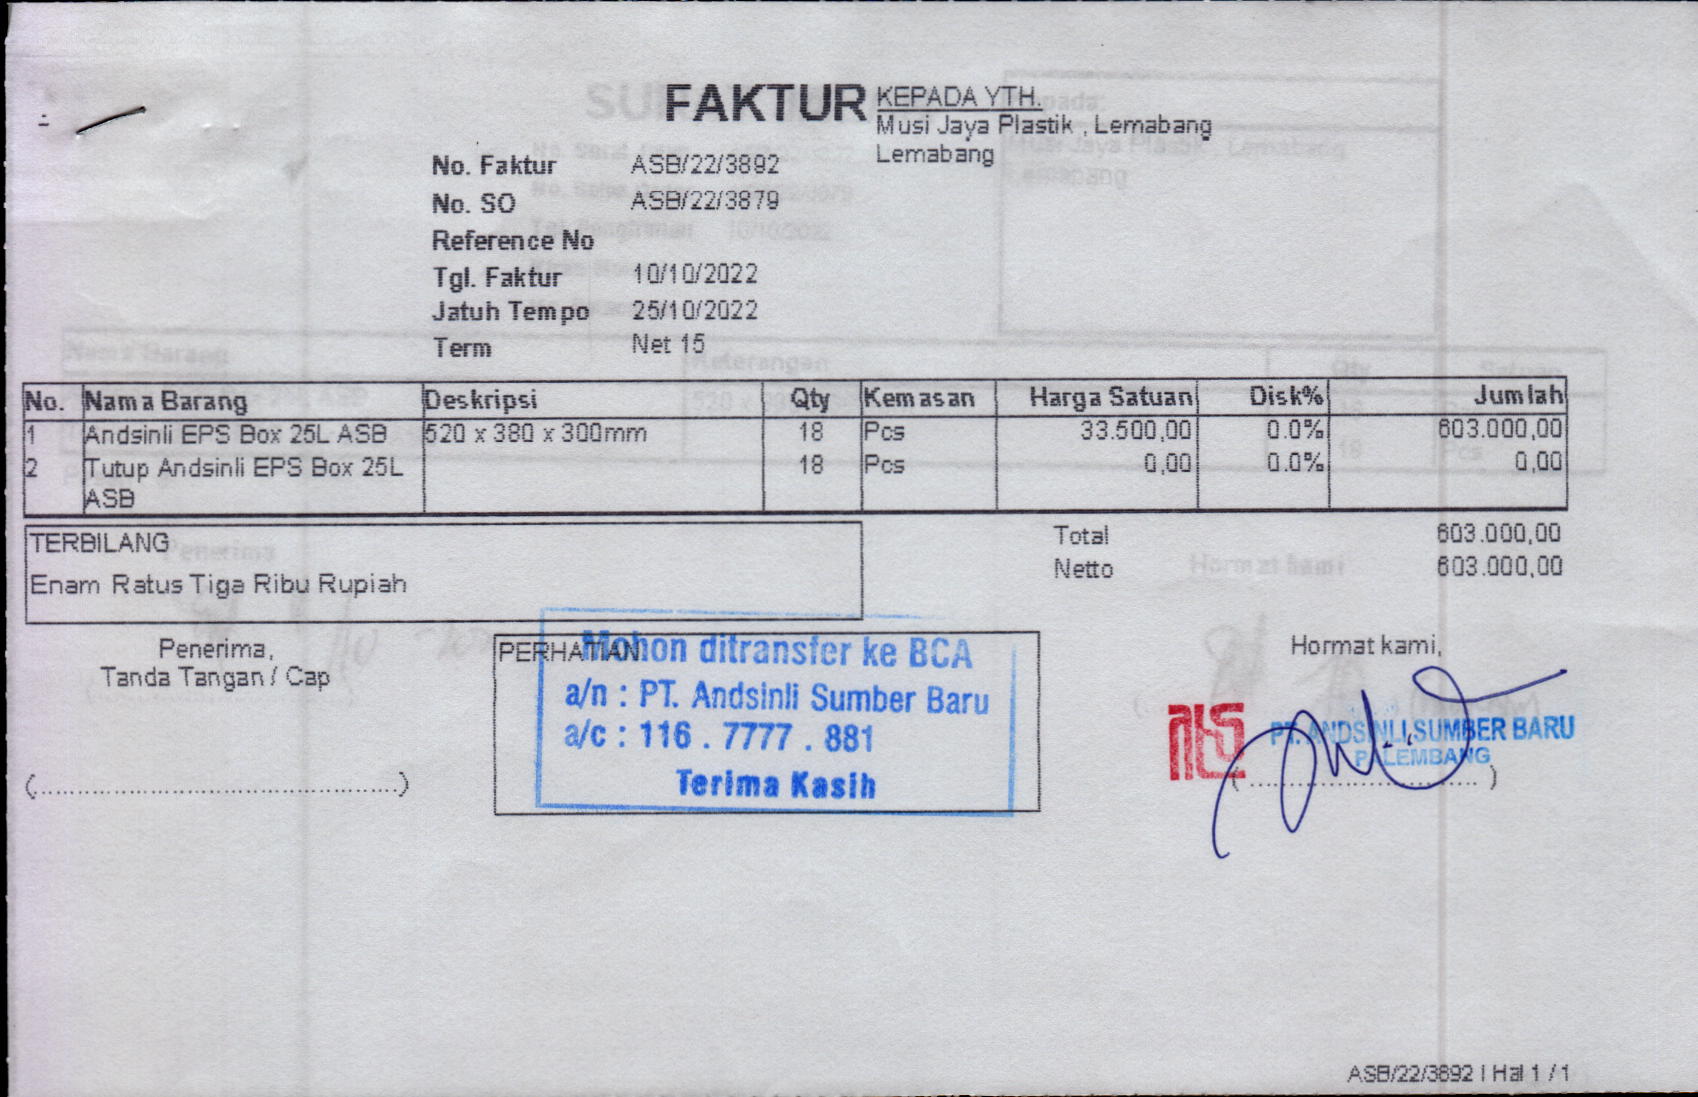 FAKTUR
KEPADA YTH.
Musi Jaya Plastik , Lemabang
Lemabang
No. Faktur ASB/22/3892
No. SO ASB/22/3879
Reference No
Tgl. Faktur 10/10/2022
Jatuh Tempo 25/10/2022
Term Net 15
No. Nama Barang Deskripsi Qty Kemasan Harga Satuan Disk% Jumlah
1 Andsinli EPS Box 25L ASB 520 x 380 x 300mm 18 Pcs 33.500,00 0.0% 603.000,00
2 Tutup Andsinli EPS Box 25L 18 Pcs 0,00 0.0% 0,00
ASB
TERBILANG
Enam Ratus Tiga Ribu Rupiah
Total 603.000,00
Netto 603.000,00
Penerima,
Tanda Tangan / Cap
(..............................................)
PERHATIAN:
Mohon ditransfer ke BCA
a/n : PT. Andsinli Sumber Baru
a/c : 116 . 7777 . 881
Terima Kasih
Hormat kami,
PT. ANDSINLI SUMBER BARU
PALEMBANG
(..............................)
ASB/22/3892 | Hal 1 / 1